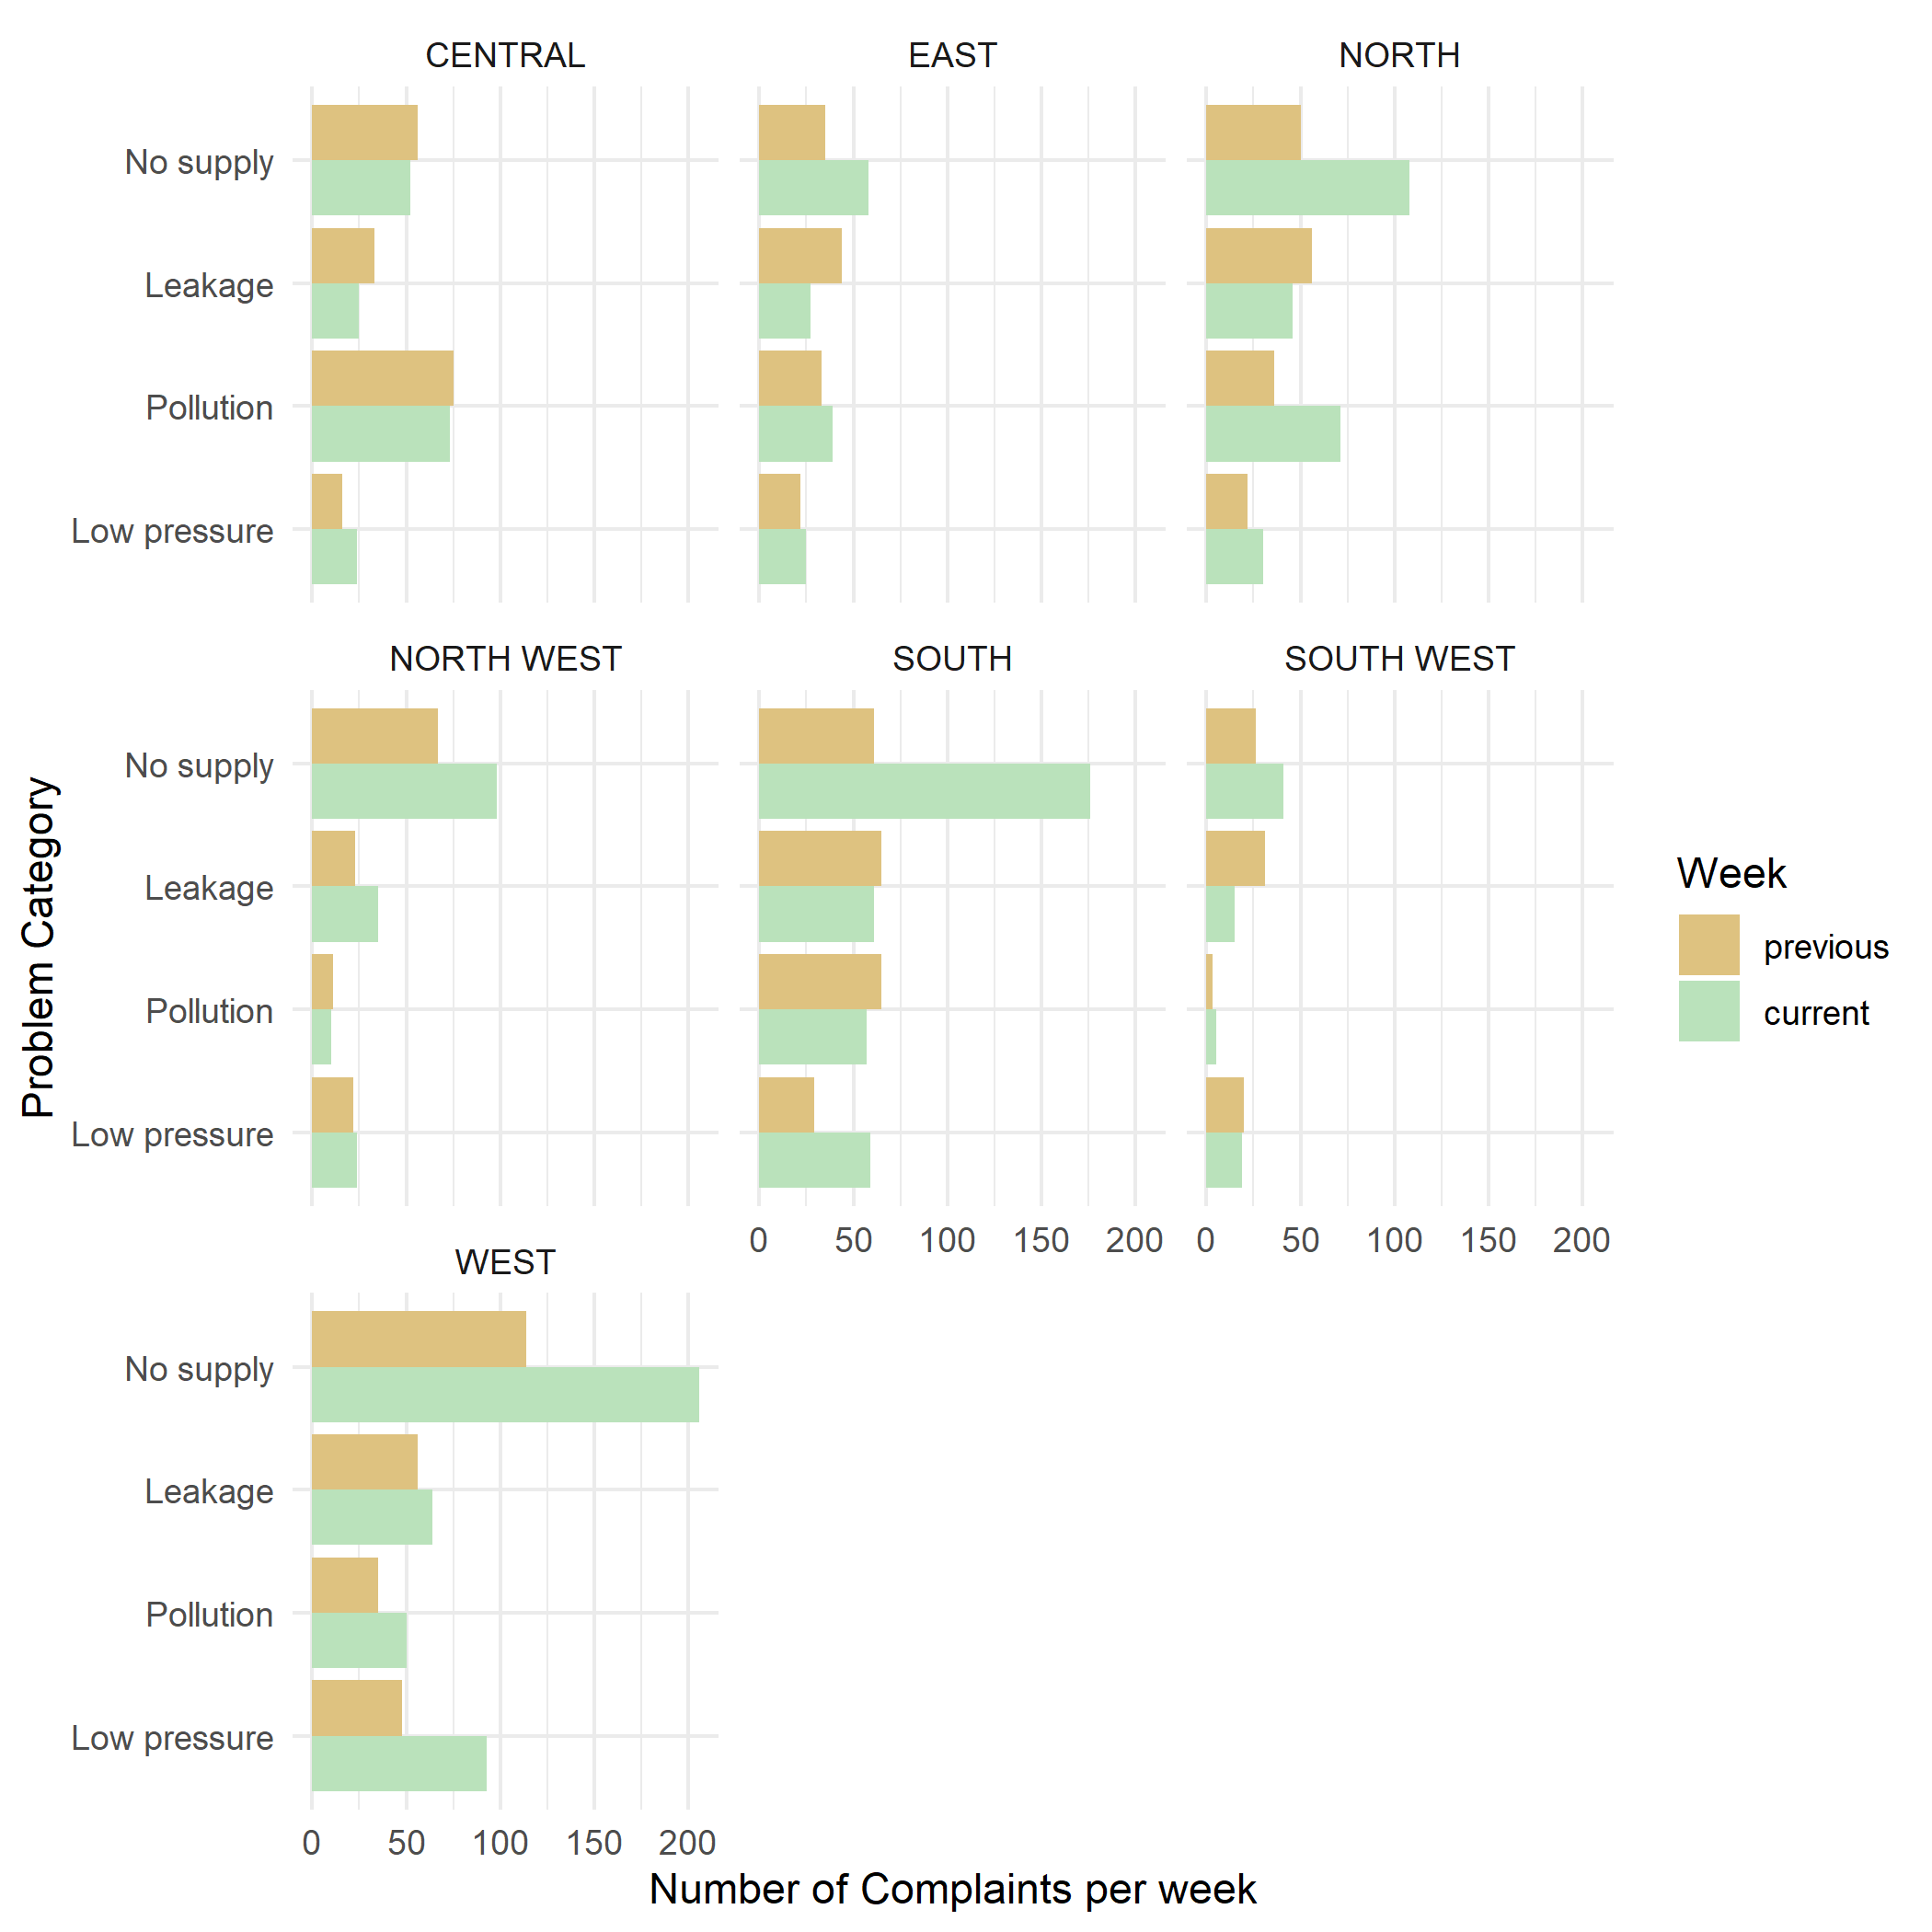 CENTRAL
EAST
NORTH
No supply
Leakage
Pollution
Low pressure
NORTH WEST
SOUTH
SOUTH WEST
No supply
Leakage
Pollution
Low pressure
0 50 100 150 200
0 50 100 150 200
WEST
No supply
Leakage
Pollution
Low pressure
0 50 100 150 200
Number of Complaints per week
Problem Category
Week
previous
current